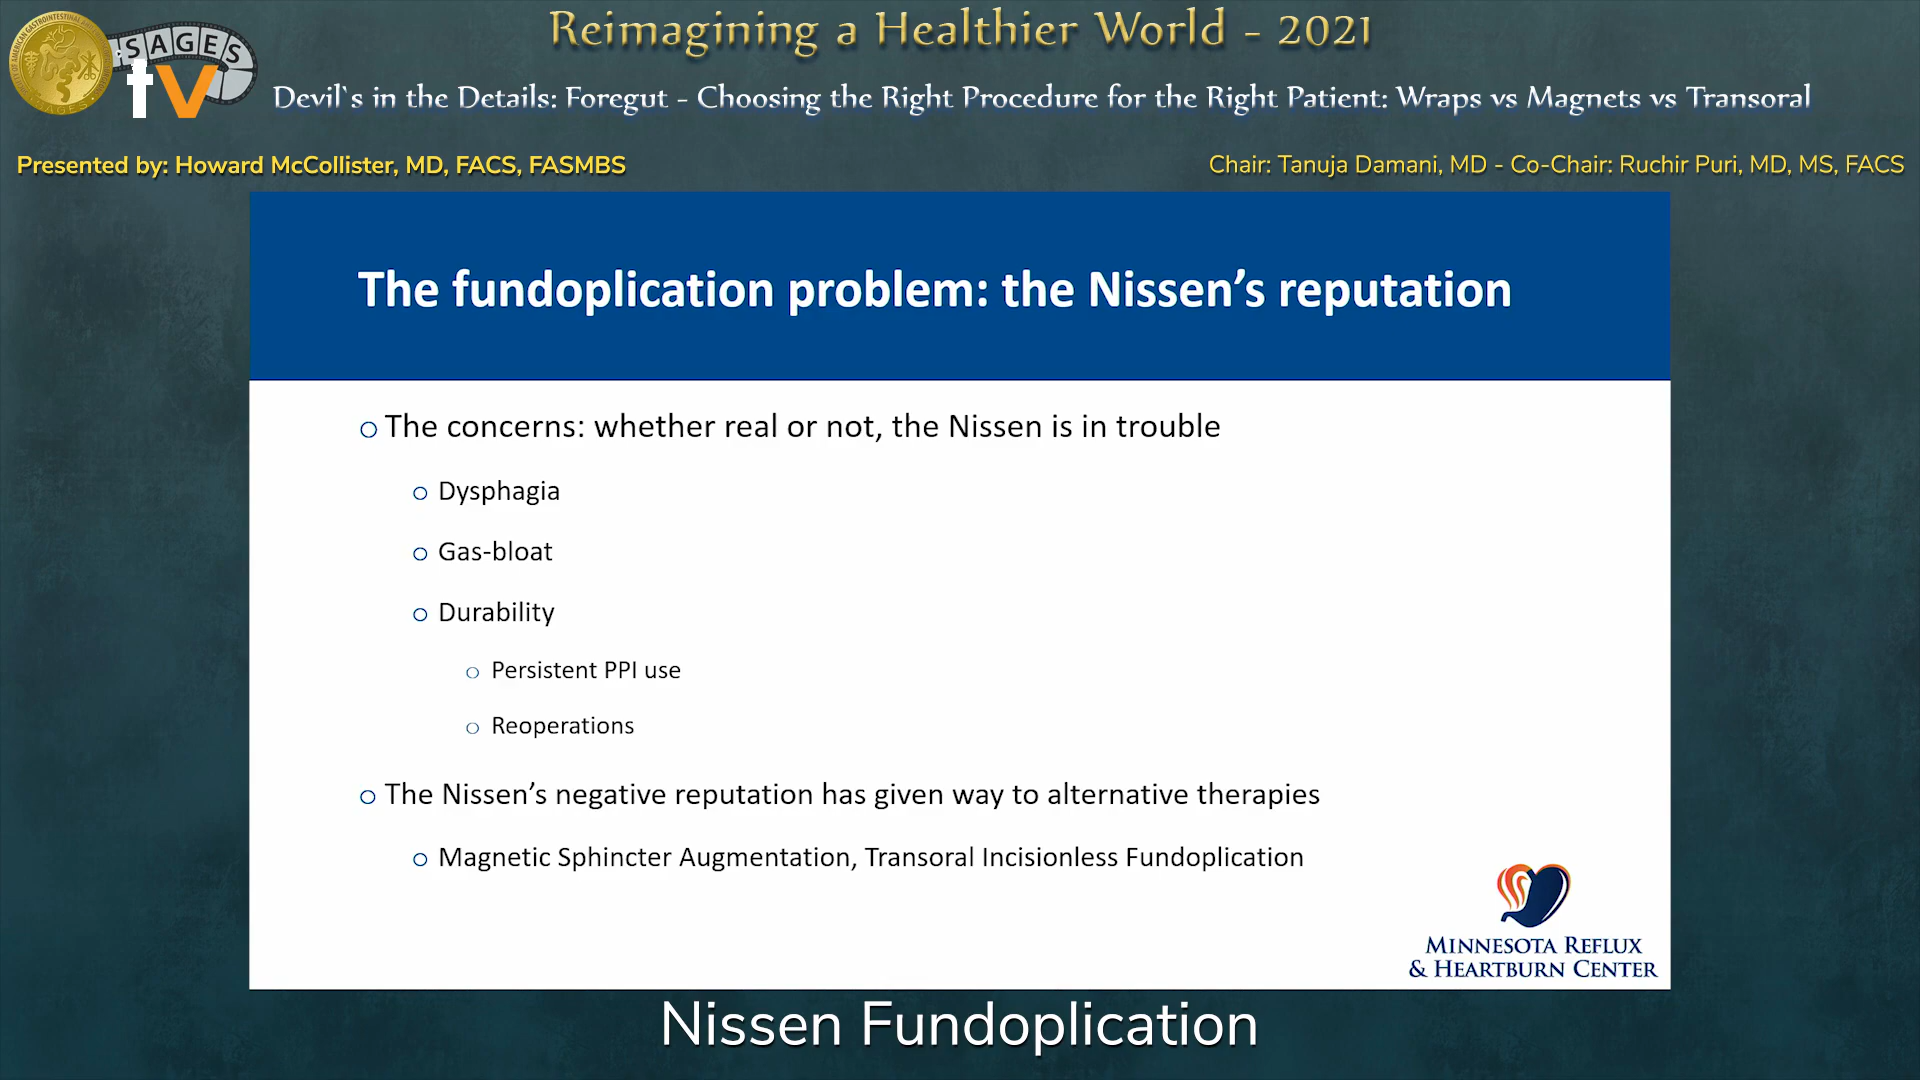 Reimagining a Healthier World - 2021
SAGES
tv
Devil`s in the Details: Foregut - Choosing the Right Procedure for the Right Patient: Wraps vs Magnets vs Transoral
Presented by: Howard McCollister, MD, FACS, FASMBS
Chair: Tanuja Damani, MD - Co-Chair: Ruchir Puri, MD, MS, FACS
The fundoplication problem: the Nissen’s reputation
The concerns: whether real or not, the Nissen is in trouble
Dysphagia
Gas-bloat
Durability
Persistent PPI use
Reoperations
The Nissen’s negative reputation has given way to alternative therapies
Magnetic Sphincter Augmentation, Transoral Incisionless Fundoplication
MINNESOTA REFLUX
& HEARTBURN CENTER
Nissen Fundoplication